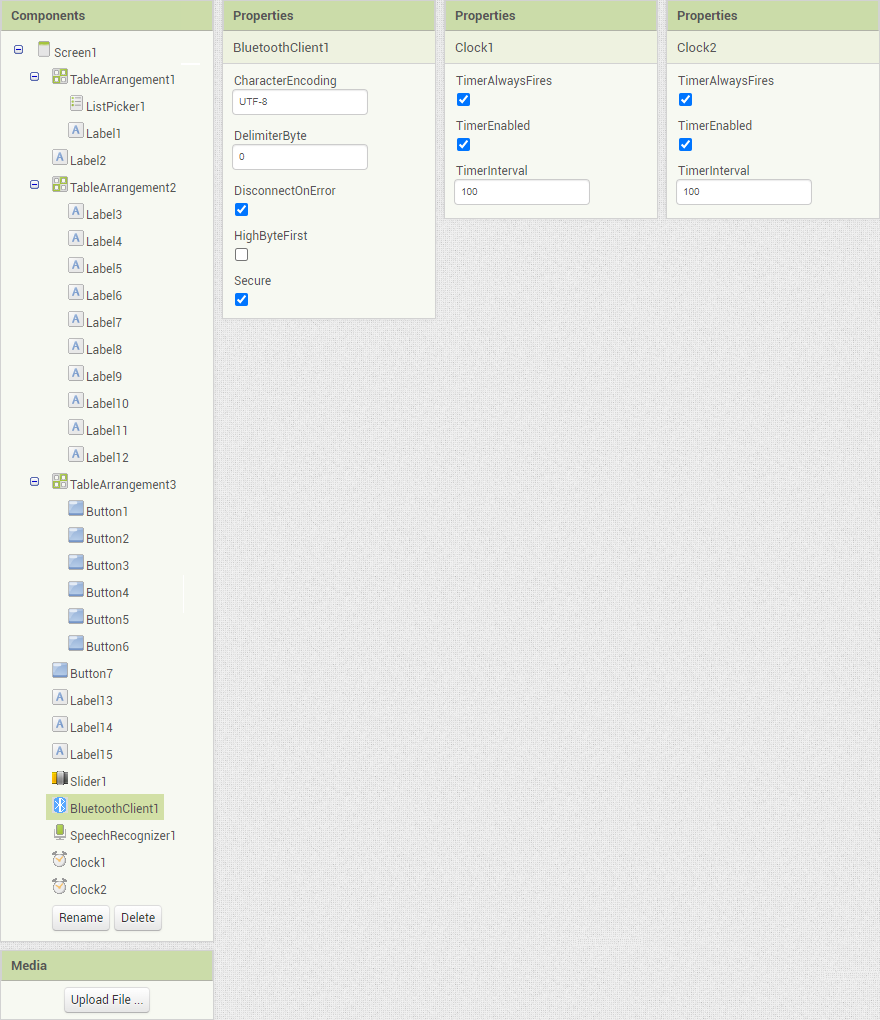 Components
Screen1
TableArrangement1
ListPicker1
Label1
Label2
TableArrangement2
Label3
Label4
Label5
Label6
Label7
Label8
Label9
Label10
Label11
Label12
TableArrangement3
Button1
Button2
Button3
Button4
Button5
Button6
Button7
Label13
Label14
Label15
Slider1
BluetoothClient1
SpeechRecognizer1
Clock1
Clock2
Rename Delete
Media
Upload File ...
Properties
BluetoothClient1
CharacterEncoding
UTF-8
DelimiterByte
0
DisconnectOnError
HighByteFirst
Secure
Properties
Clock1
TimerAlwaysFires
TimerEnabled
TimerInterval
100
Properties
Clock2
TimerAlwaysFires
TimerEnabled
TimerInterval
100